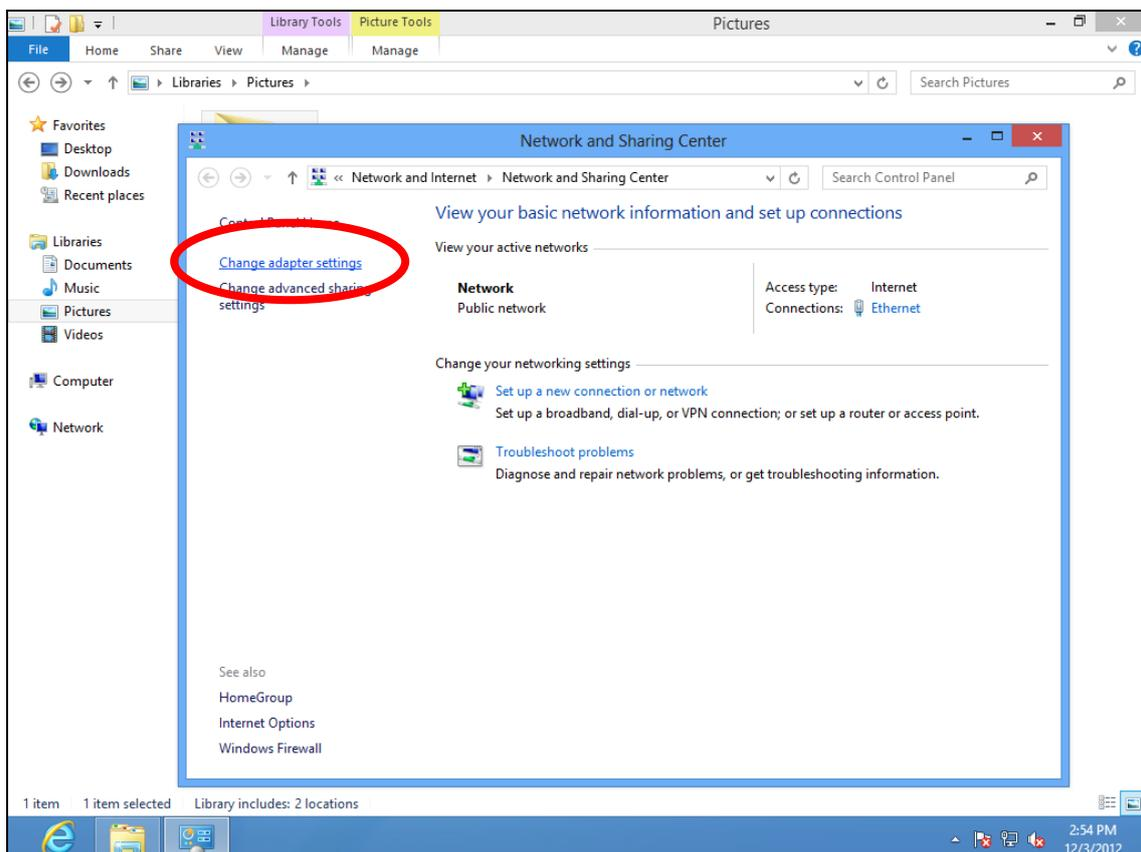 Library Tools Picture Tools Pictures
File Home Share View Manage Manage
Libraries Pictures Search Pictures
Favorites
Desktop
Downloads
Recent places
Libraries
Documents
Music
Pictures
Videos
Computer
Network
Network and Sharing Center
« Network and Internet Network and Sharing Center Search Control Panel
Control Panel Home
Change adapter settings
Change advanced sharing
settings
View your basic network information and set up connections
View your active networks
Network
Public network
Access type: Internet
Connections: Ethernet
Change your networking settings
Set up a new connection or network
Set up a broadband, dial-up, or VPN connection; or set up a router or access point.
Troubleshoot problems
Diagnose and repair network problems, or get troubleshooting information.
See also
HomeGroup
Internet Options
Windows Firewall
1 item 1 item selected Library includes: 2 locations
2:54 PM
12/3/2012